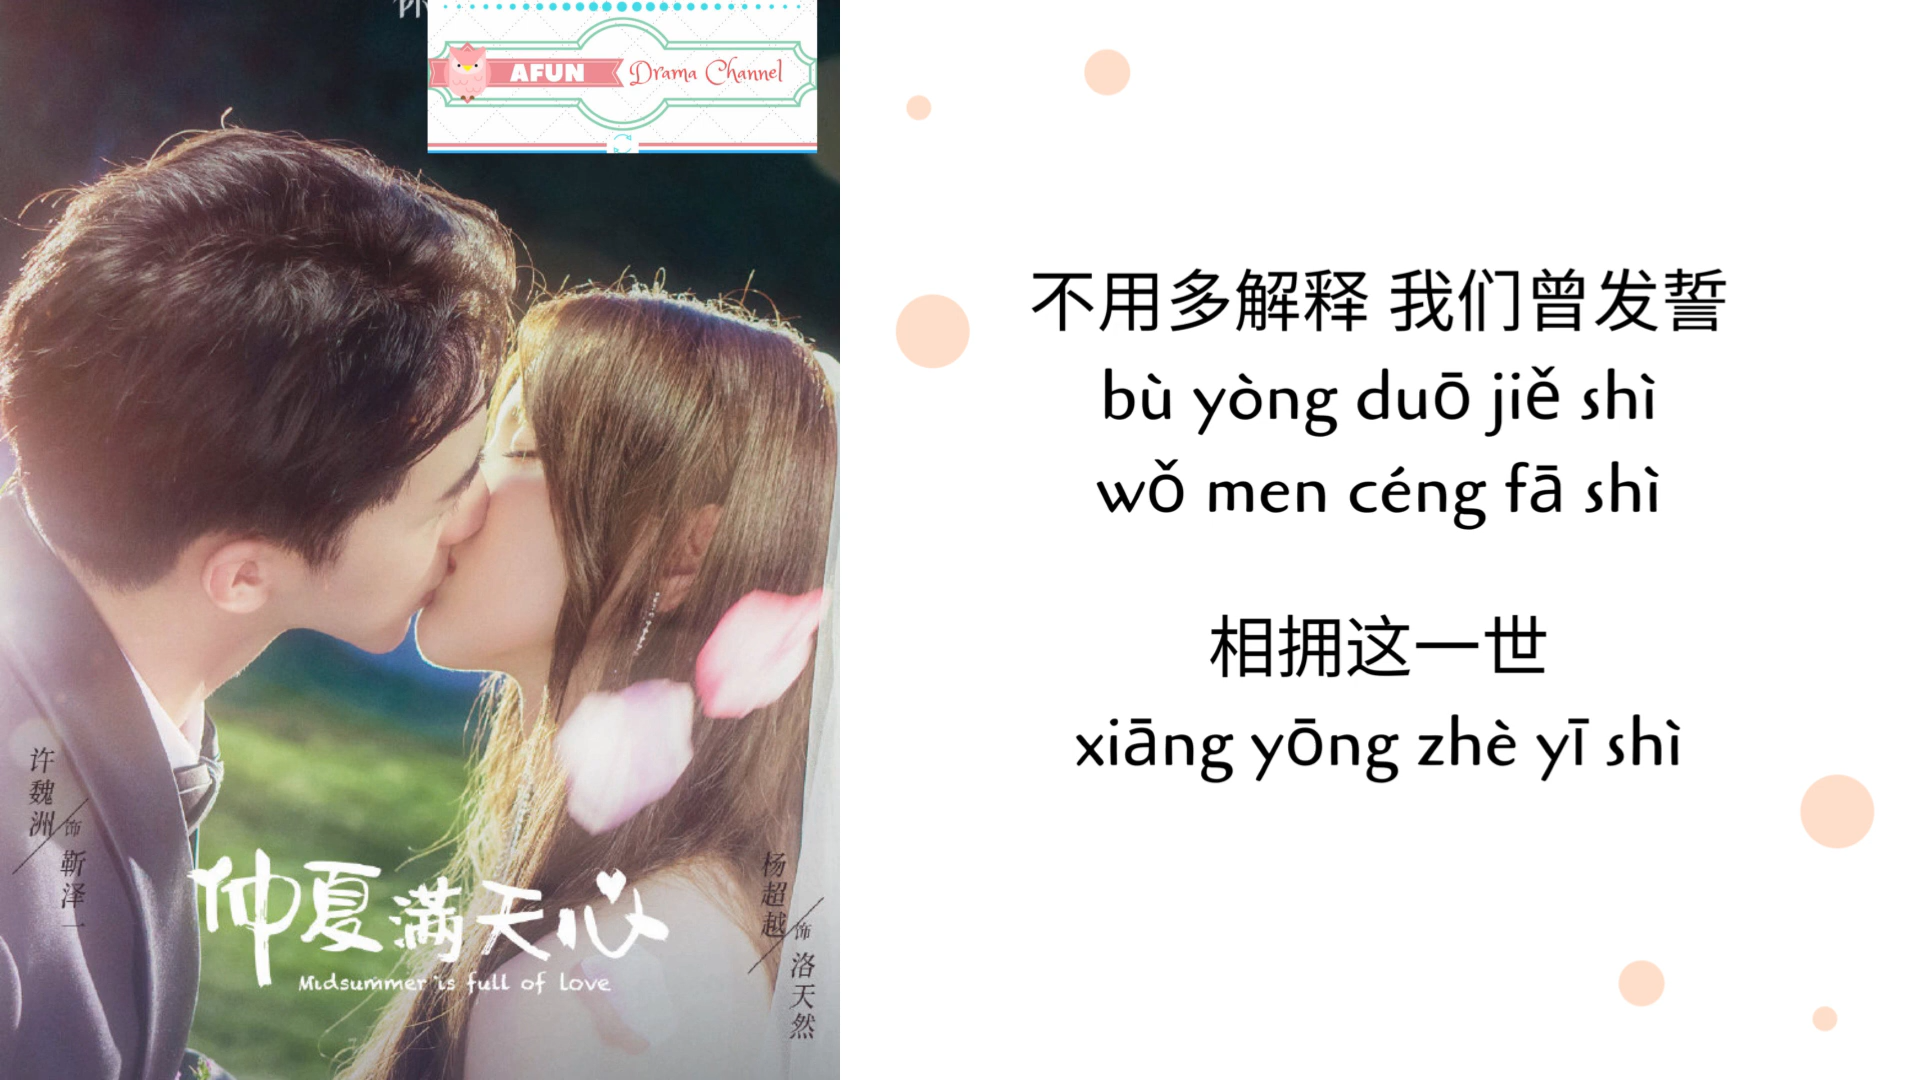 AFUN Drama Channel
许魏洲
饰
靳泽一
仲夏满天心
Midsummer is full of Love
杨超越
饰
洛天然
不用多解释 我们曾发誓
bù yòng duō jiě shì
wǒ men céng fā shì
相拥这一世
xiāng yōng zhè yī shì